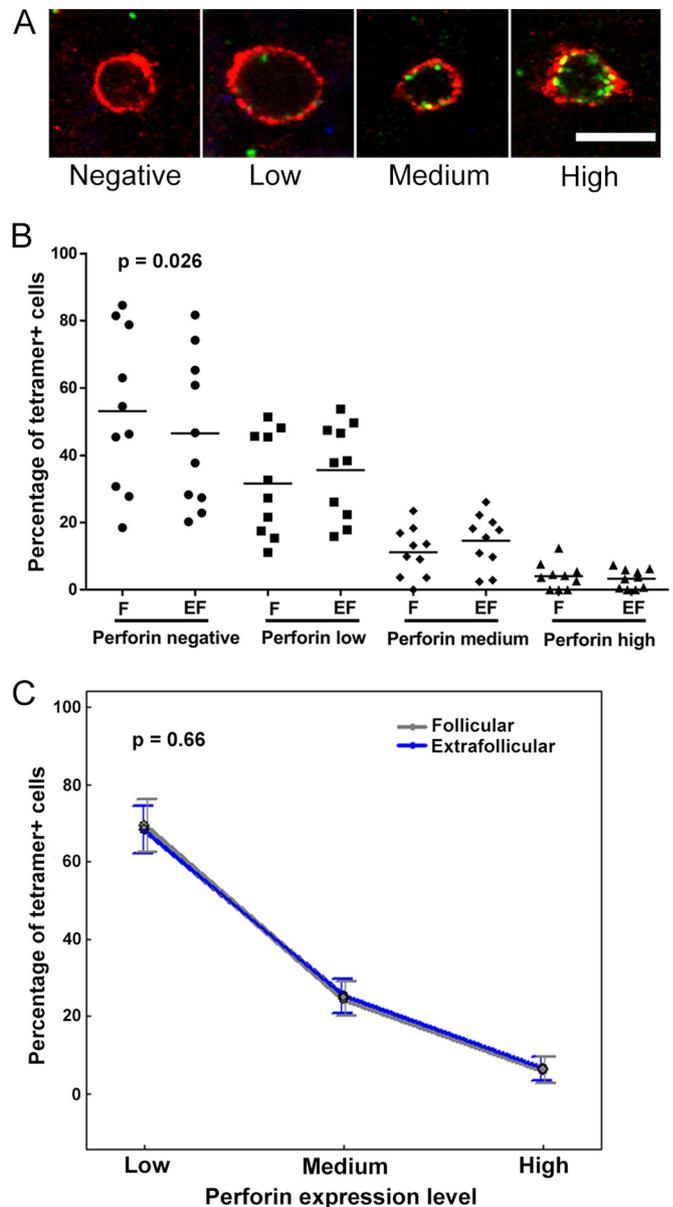 A
Negative Low Medium High
B
Percentage of tetramer+ cells
p = 0.026
100
80
60
40
20
0
F EF F EF F EF F EF
Perforin negative Perforin low Perforin medium Perforin high
C
Percentage of tetramer+ cells
p = 0.66
Follicular
Extrafollicular
100
80
60
40
20
0
Low Medium High
Perforin expression level